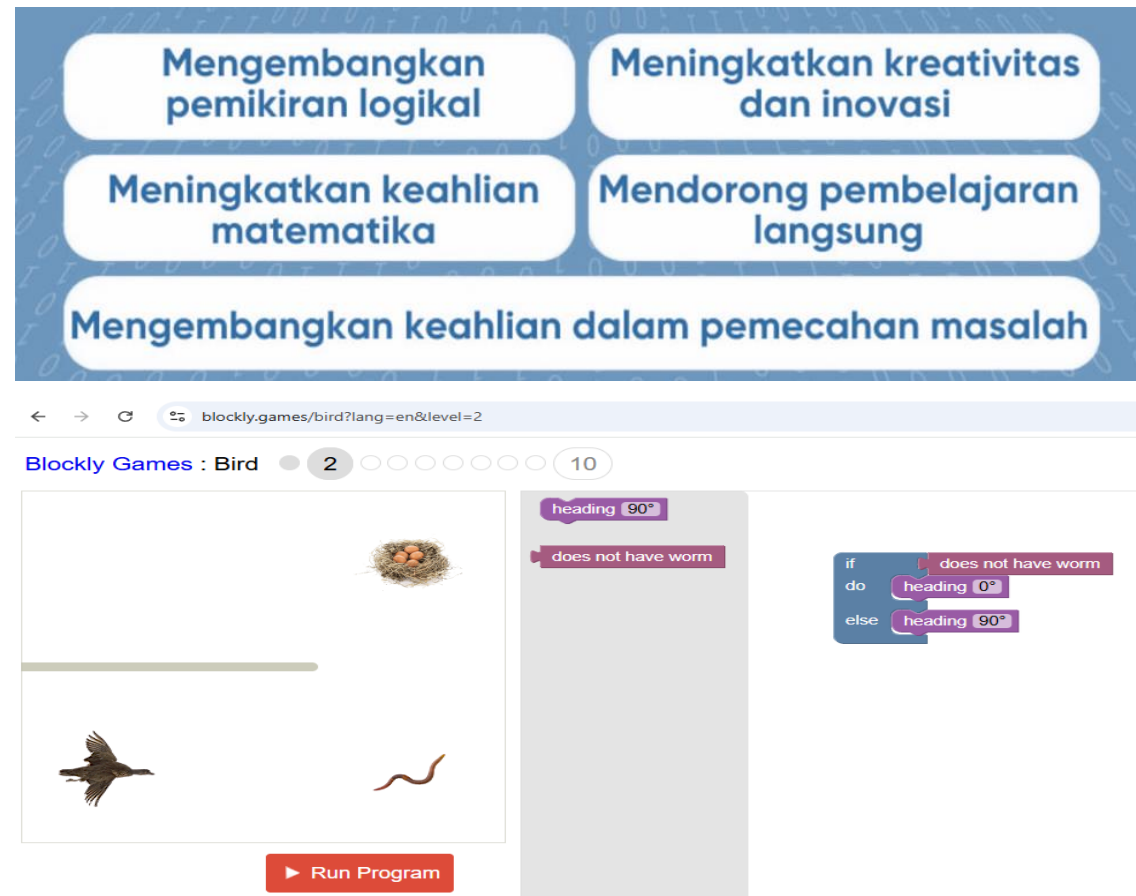 Mengembangkan
pemikiran logikal
Meningkatkan kreativitas
dan inovasi
Meningkatkan keahlian
matematika
Mendorong pembelajaran
langsung
Mengembangkan keahlian dalam pemecahan masalah
blockly.games/bird?lang=en&level=2
Blockly Games : Bird 2 10
heading 90°
does not have worm
if does not have worm
do heading 0°
else heading 90°
Run Program